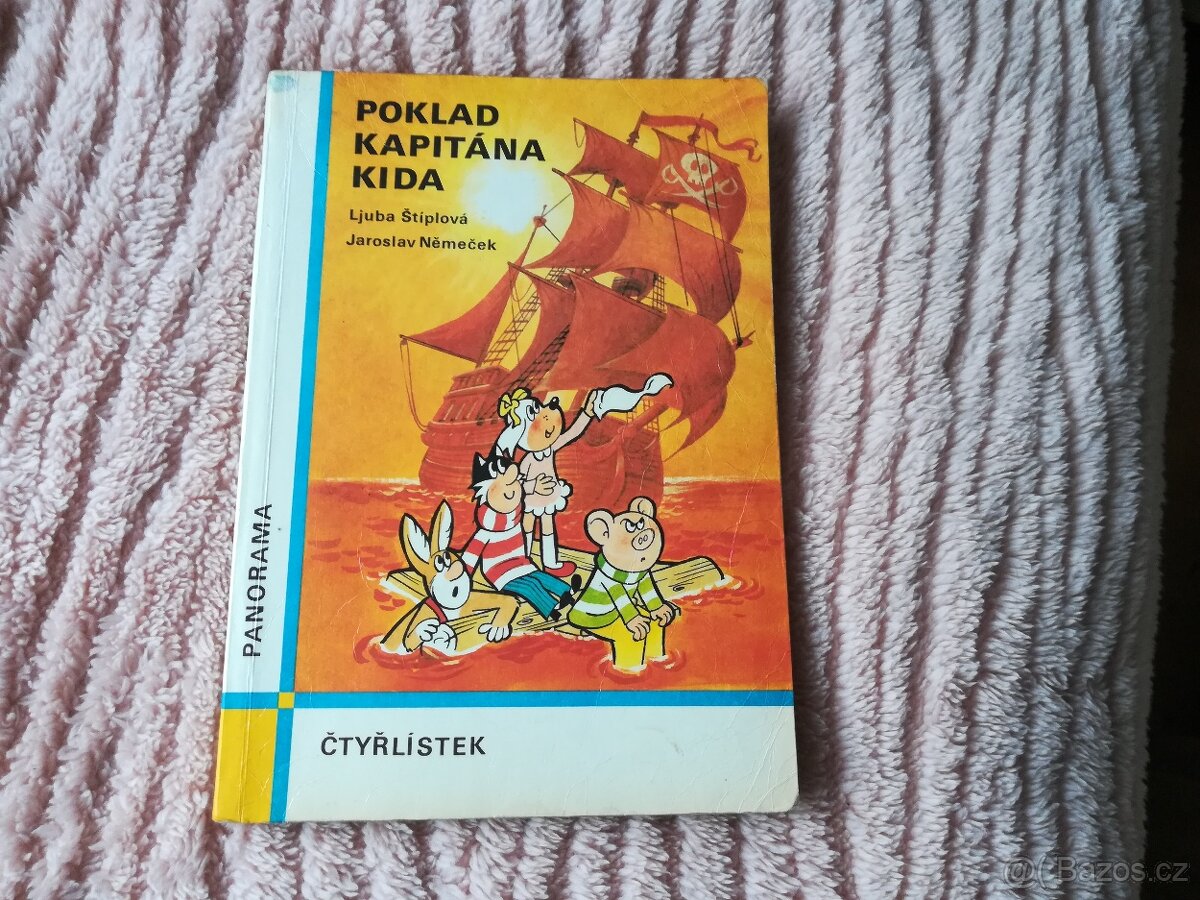 POKLAD
KAPITÁNA
KIDA
Ljuba Štíplová
Jaroslav Němeček
PANORAMA
ČTYŘLÍSTEK
@( Bazos.cz